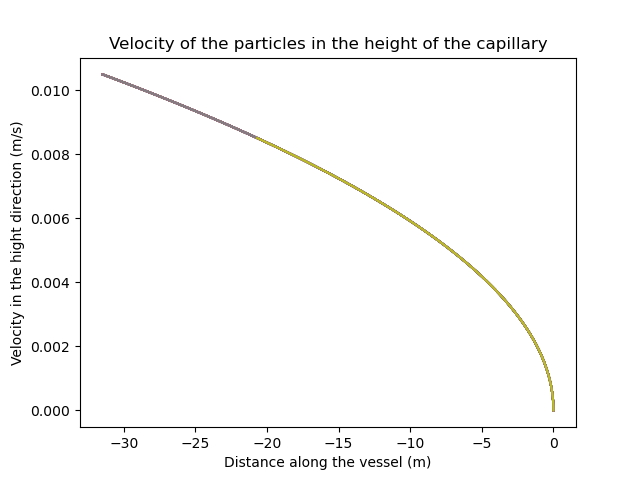 Velocity of the particles in the height of the capillary
Velocity in the hight direction (m/s)
0.010
0.008
0.006
0.004
0.002
0.000
−30 −25 −20 −15 −10 −5 0
Distance along the vessel (m)